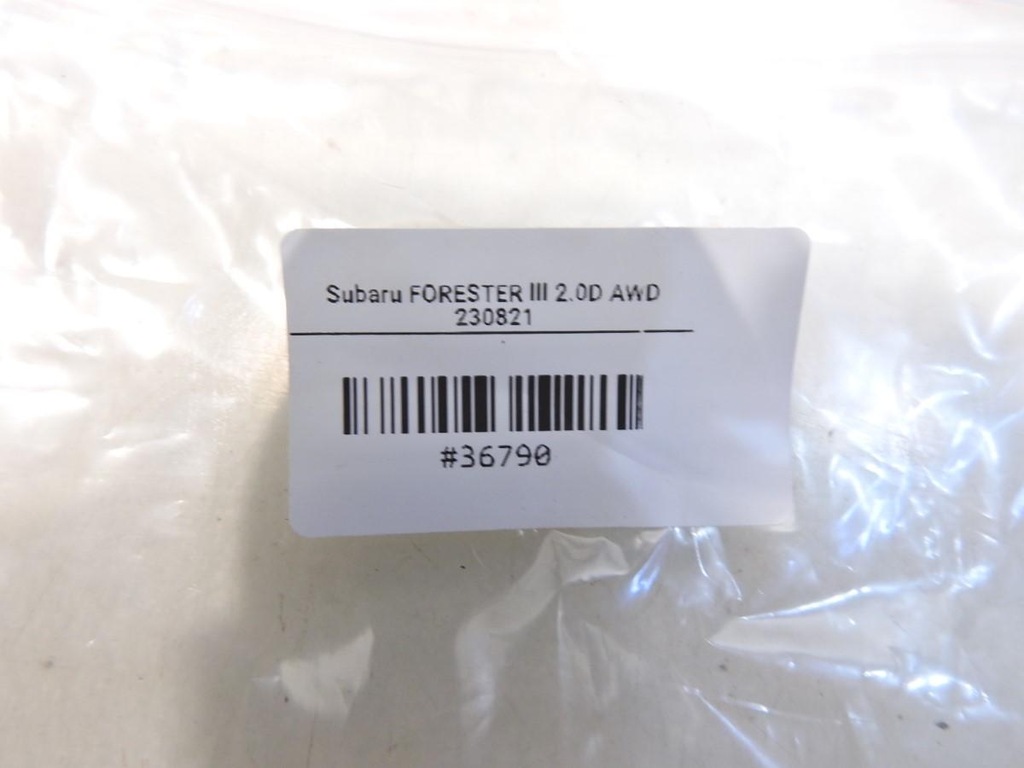 Subaru FORESTER III 2.0D AWD
230821
#36790